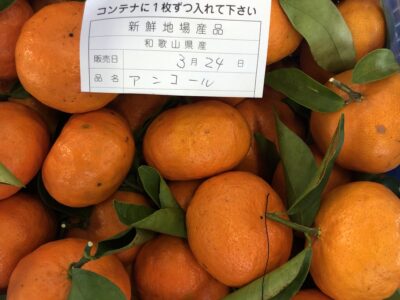 コンテナに1枚ずつ入れて下さい
新鮮地場産品
和歌山県産
販売日 3月24日
品名 アンコール